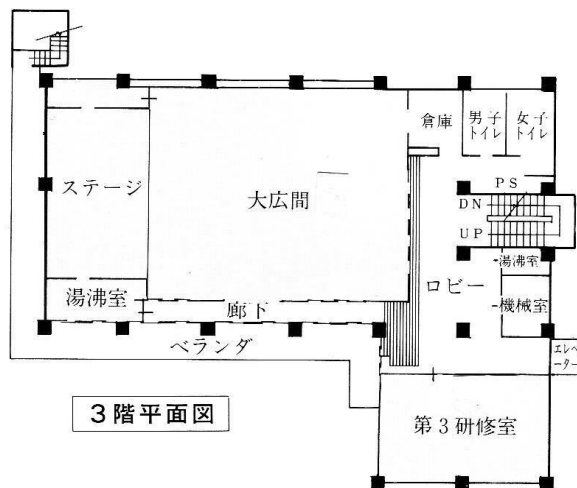 倉庫
男子
トイレ
女子
トイレ
ステージ
大広間
PS
DN
UP
湯沸室
ロビー
湯沸室
機械室
廊下
ベランダ
エレベ
ーター
3階平面図
第3研修室